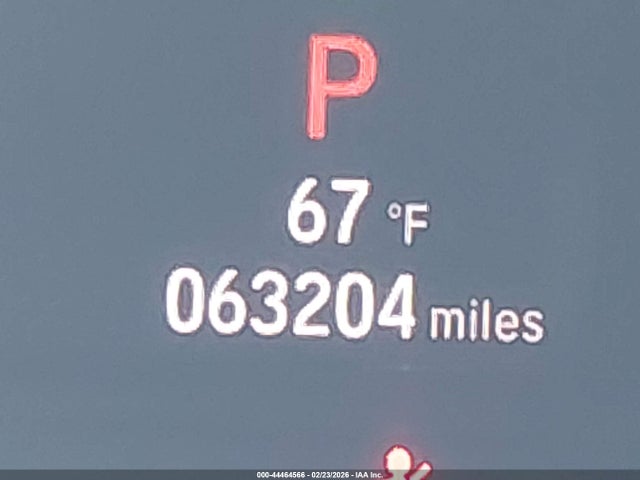 P
67 °F
063204 miles
000-44464566 - 02/23/2026 - IAA Inc.